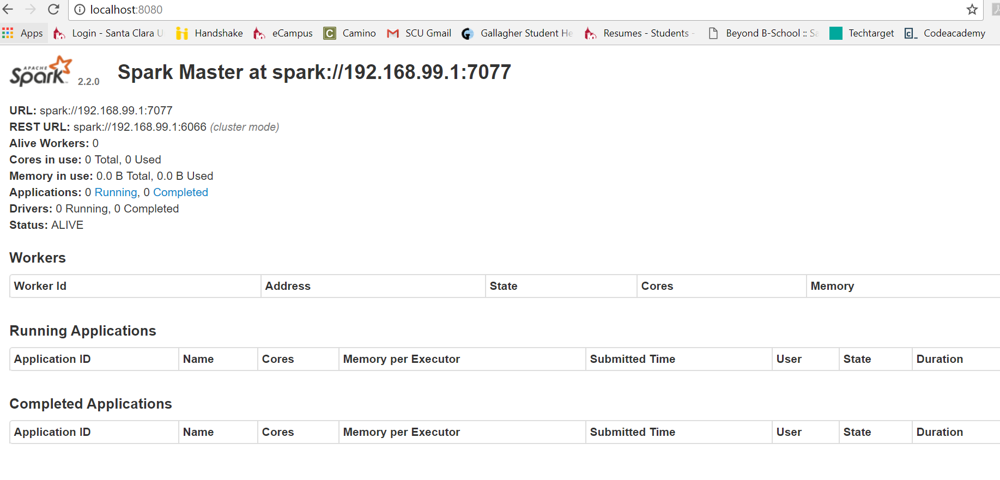 localhost:8080
Apps Login - Santa Clara U Handshake eCampus C Camino SCU Gmail Gallagher Student He Resumes - Students - Beyond B-School :: Sa Techtarget c_ Codeacademy
APACHE Spark 2.2.0 Spark Master at spark://192.168.99.1:7077
URL: spark://192.168.99.1:7077
REST URL: spark://192.168.99.1:6066 (cluster mode)
Alive Workers: 0
Cores in use: 0 Total, 0 Used
Memory in use: 0.0 B Total, 0.0 B Used
Applications: 0 Running, 0 Completed
Drivers: 0 Running, 0 Completed
Status: ALIVE
Workers
Worker Id Address State Cores Memory
Running Applications
Application ID Name Cores Memory per Executor Submitted Time User State Duration
Completed Applications
Application ID Name Cores Memory per Executor Submitted Time User State Duration